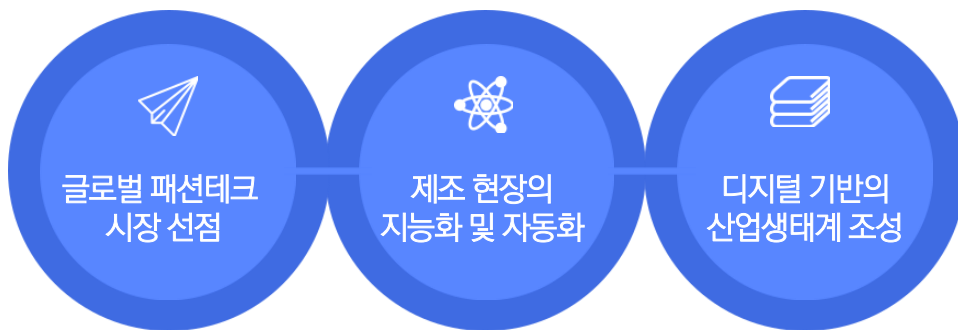 글로벌 패션테크
시장 선점
제조 현장의
지능화 및 자동화
디지털 기반의
산업생태계 조성